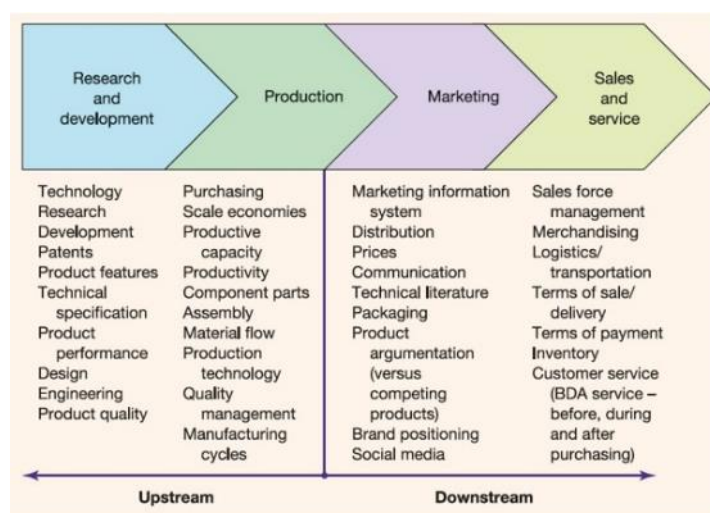 Research
and
development
Production
Marketing
Sales
and
service
Technology
Research
Development
Patents
Product features
Technical
specification
Product
performance
Design
Engineering
Product quality
Purchasing
Scale economies
Productive
capacity
Productivity
Component parts
Assembly
Material flow
Production
technology
Quality
management
Manufacturing
cycles
Marketing information
system
Distribution
Prices
Communication
Technical literature
Packaging
Product
argumentation
(versus
competing
products)
Brand positioning
Social media
Sales force
management
Merchandising
Logistics/
transportation
Terms of sale/
delivery
Terms of payment
Inventory
Customer service
(BDA service –
before, during
and after
purchasing)
Upstream
Downstream